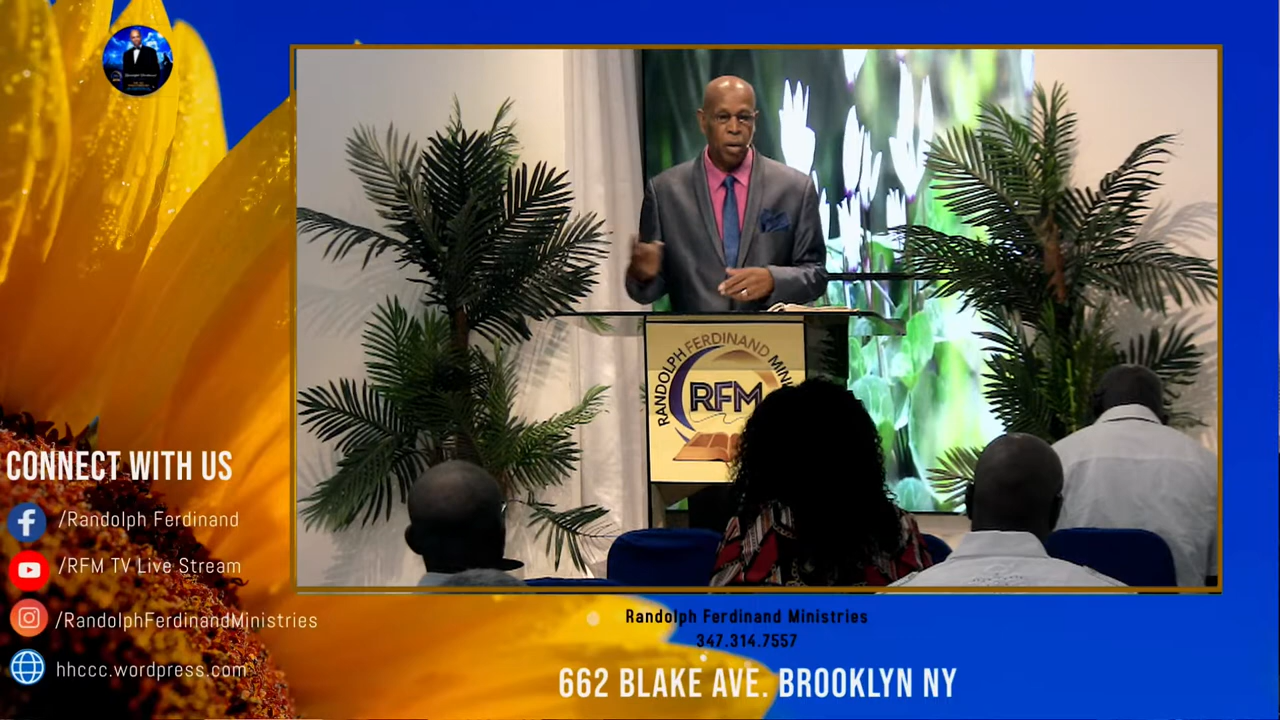 RANDOLPH FERDINAND MINI
RFM
CONNECT WITH US
/Randolph Ferdinand
/RFM TV Live Stream
/RandolphFerdinandMinistries
hhccc.wordpress.com
Randolph Ferdinand Ministries
347.314.7557
662 BLAKE AVE. BROOKLYN NY